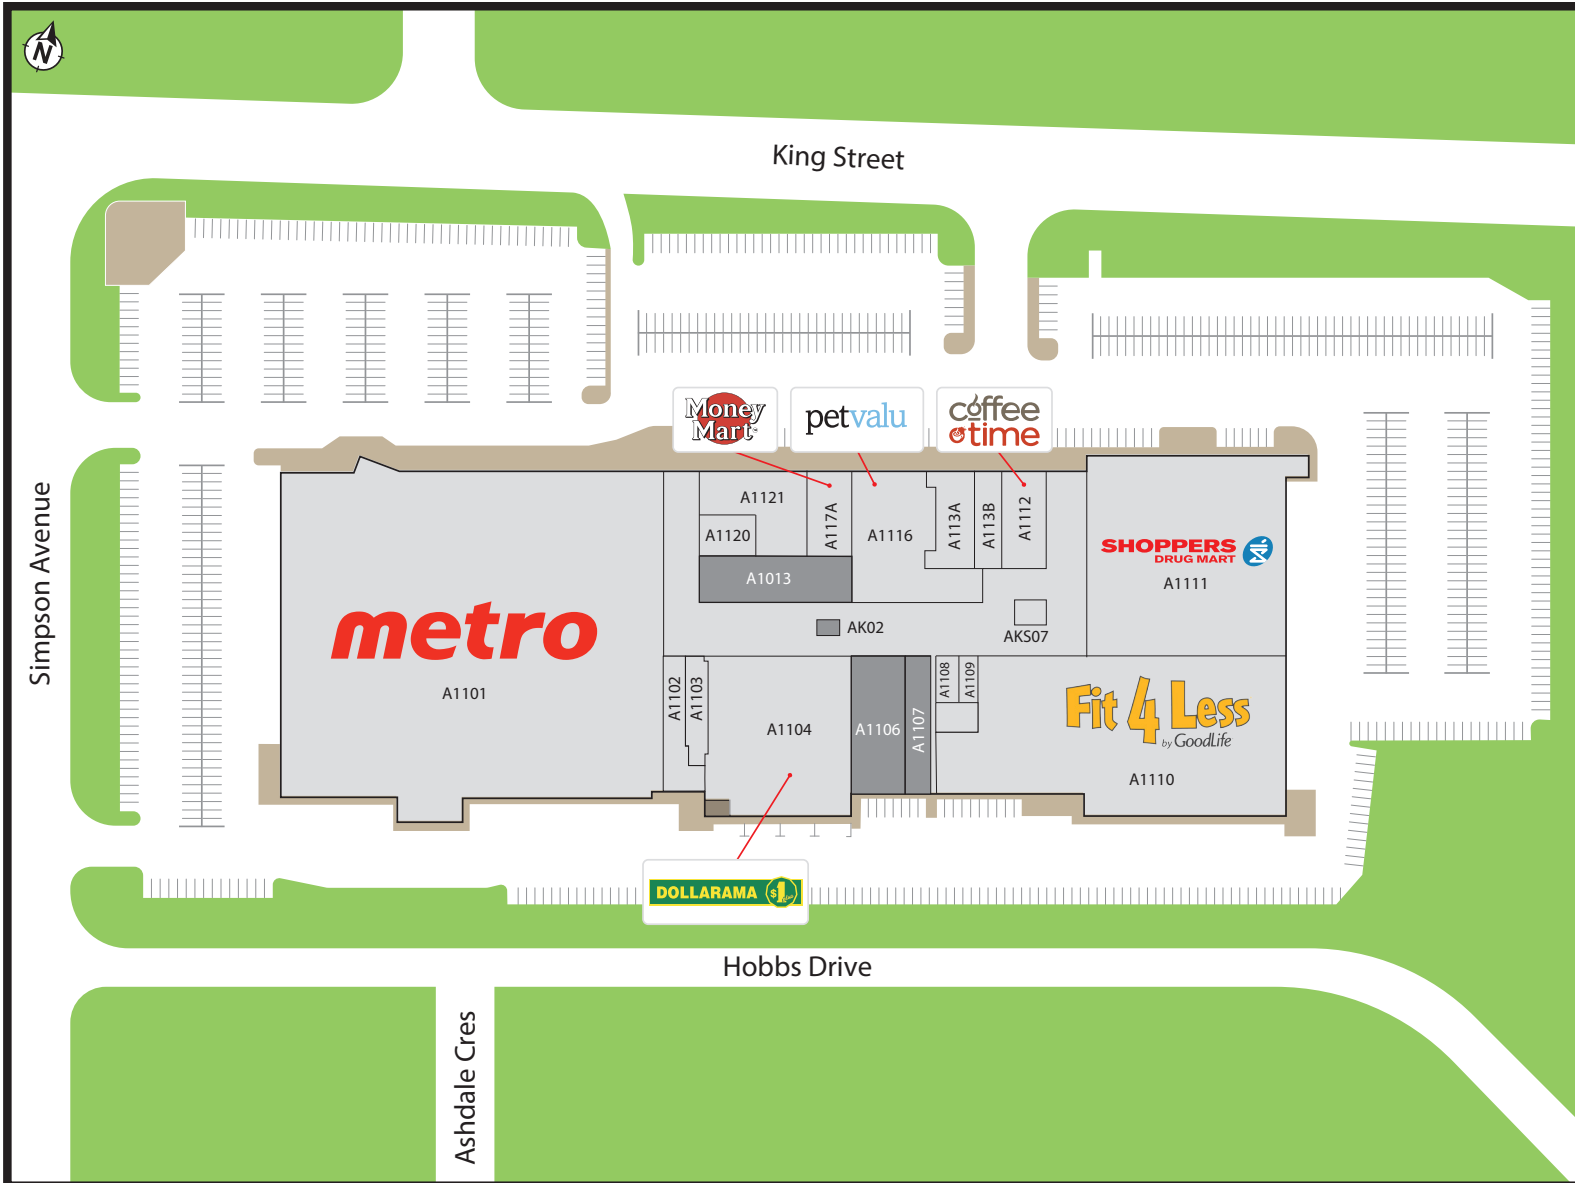 N
King Street
Simpson Avenue
Money
Mart
petvalu
coffee
time
A1121
A1120
A117A
A1116
A113A
A113B
A1112
SHOPPERS
DRUG MART
A1111
A1013
AK02
AKS07
metro
A1101
A1102
A1103
A1104
A1106
A1107
A1108
A1109
Fit 4 Less
by GoodLife
A1110
DOLLARAMA $1
Hobbs Drive
Ashdale Cres